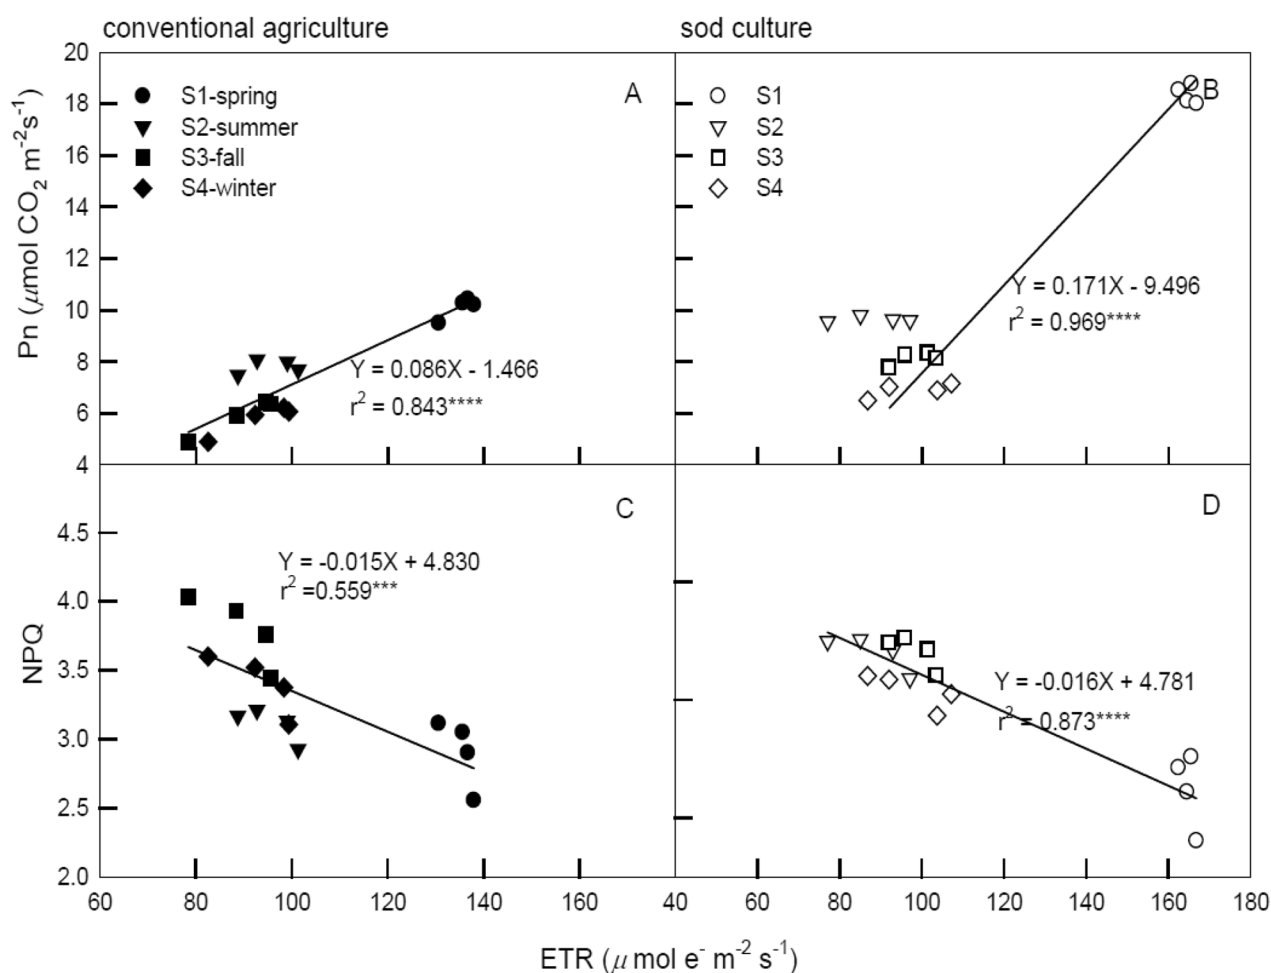 conventional agriculture
sod culture
Pn (μmol CO2 m-2s-1)
20
18
16
14
12
10
8
6
4
S1-spring
S2-summer
S3-fall
S4-winter
A
Y = 0.086X - 1.466
r2 = 0.843****
S1
S2
S3
S4
B
Y = 0.171X - 9.496
r2 = 0.969****
NPQ
4.5
4.0
3.5
3.0
2.5
2.0
C
Y = -0.015X + 4.830
r2 =0.559***
D
Y = -0.016X + 4.781
r2 = 0.873****
60 80 100 120 140 160 40 60 80 100 120 140 160 180
ETR (μ mol e- m-2 s-1)